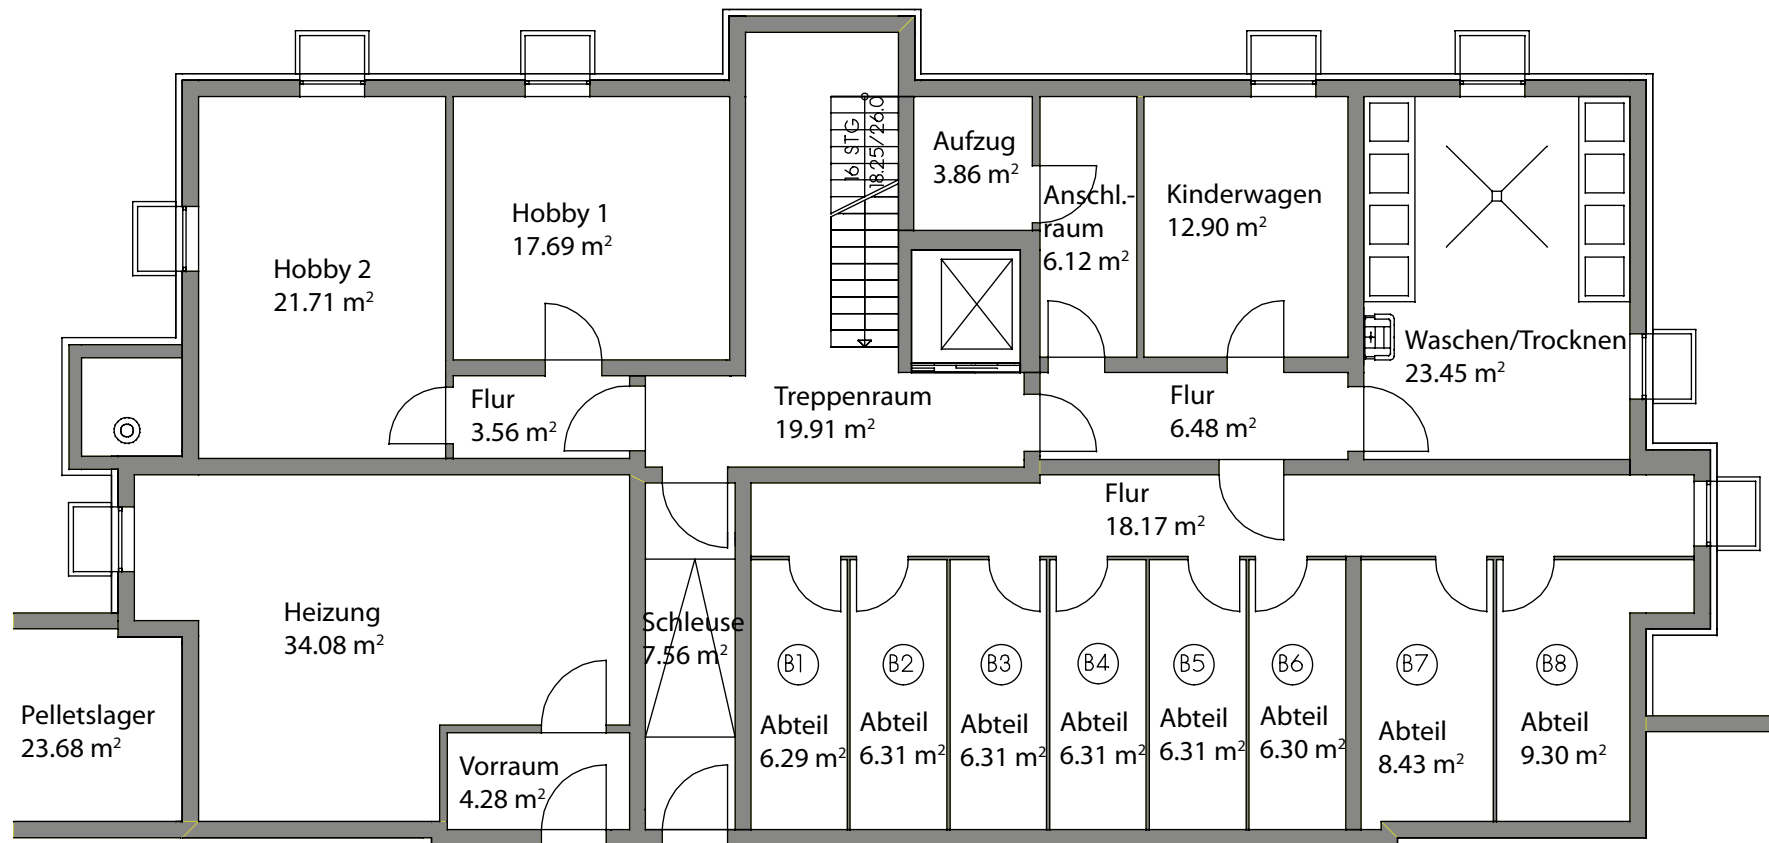 16 STG
18.25/26.0
Aufzug
3.86 m²
Anschl.-
raum
6.12 m²
Kinderwagen
12.90 m²
Hobby 1
17.69 m²
Hobby 2
21.71 m²
Waschen/Trocknen
23.45 m²
Flur
3.56 m²
Treppenraum
19.91 m²
Flur
6.48 m²
Flur
18.17 m²
Heizung
34.08 m²
Schleuse
7.56 m²
B1
B2
B3
B4
B5
B6
B7
B8
Pelletslager
23.68 m²
Vorraum
4.28 m²
Abteil
6.29 m²
Abteil
6.31 m²
Abteil
6.31 m²
Abteil
6.31 m²
Abteil
6.31 m²
Abteil
6.30 m²
Abteil
8.43 m²
Abteil
9.30 m²